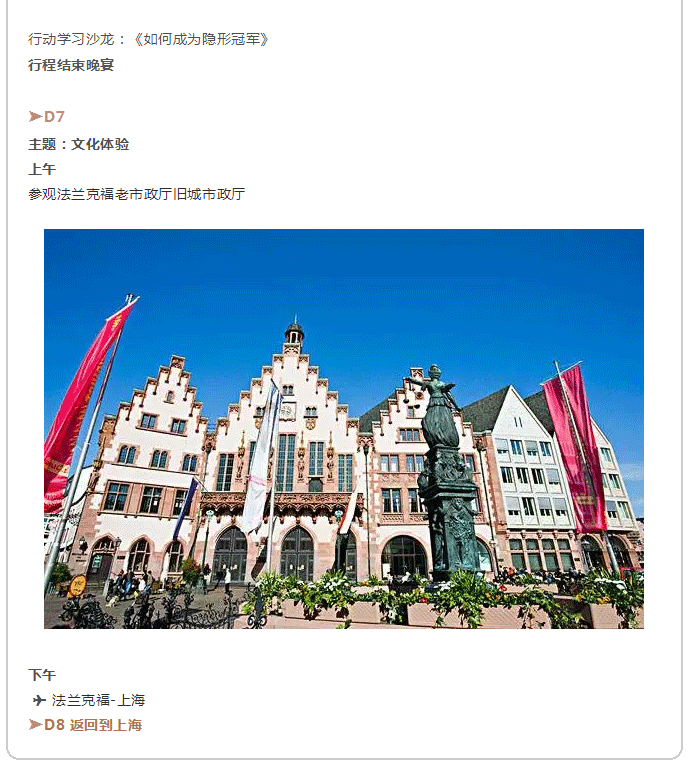 行动学习沙龙：《如何成为隐形冠军》
行程结束晚宴
➤D7
主题：文化体验
上午
参观法兰克福老市政厅旧城市政厅
下午
✈ 法兰克福-上海
➤D8 返回到上海